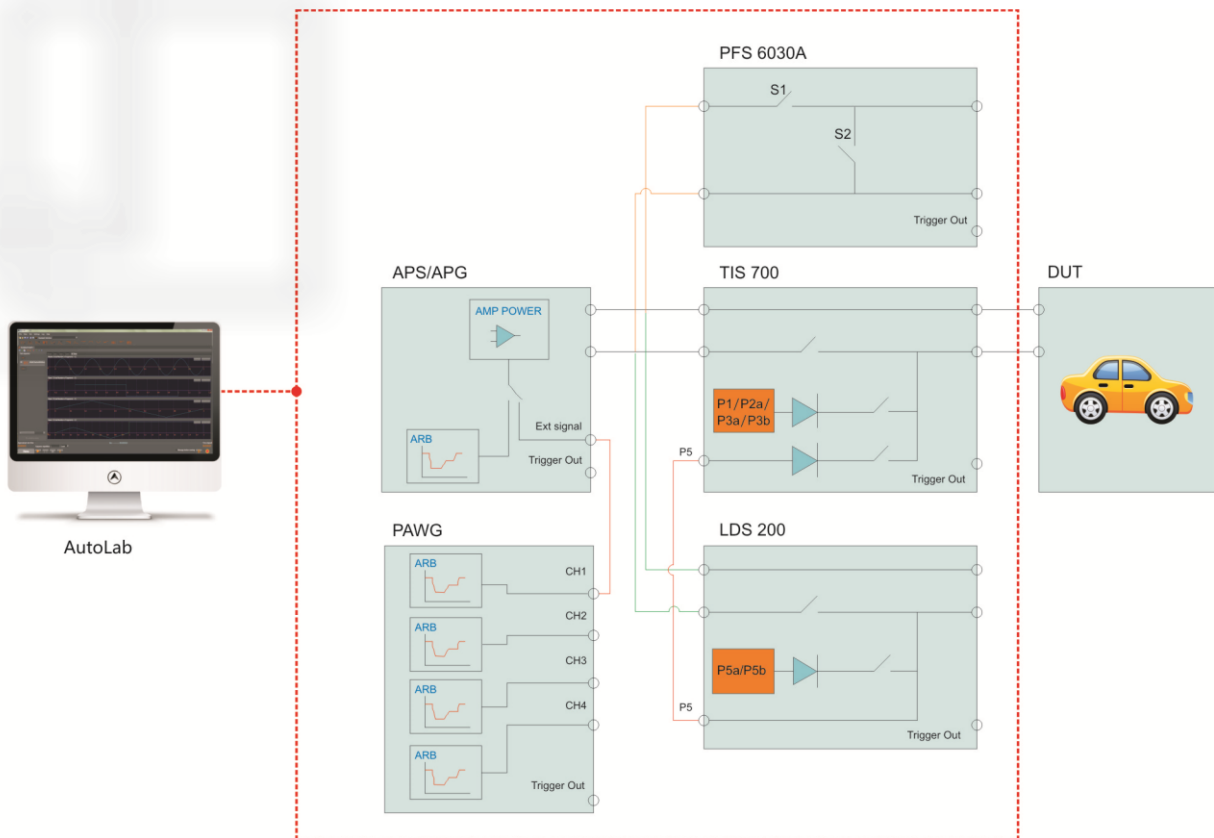 PFS 6030A
S1
S2
Trigger Out
APS/APG
AMP POWER
Ext signal
ARB
Trigger Out
TIS 700
P1/P2a/
P3a/P3b
P5
Trigger Out
DUT
AutoLab
PAWG
ARB
CH1
CH2
ARB
CH3
ARB
CH4
ARB
Trigger Out
LDS 200
P5a/P5b
P5
Trigger Out